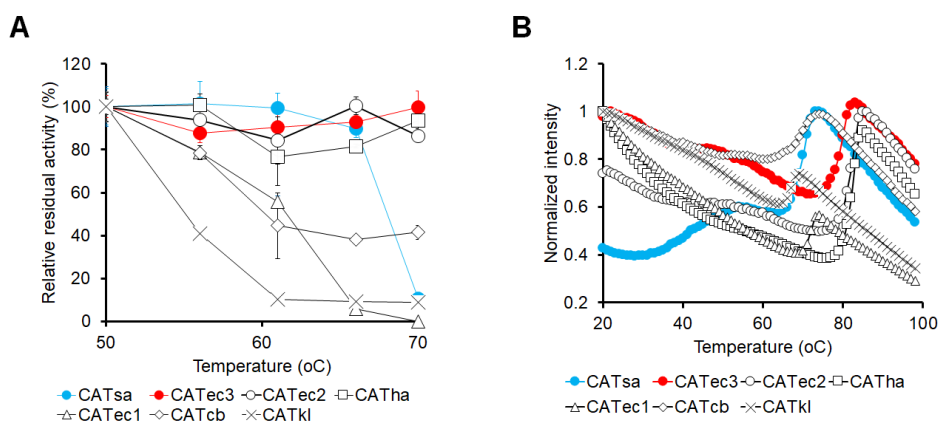 A
B
Relative residual activity (%)
120
100
80
60
40
20
0
50
60
70
Temperature (oC)
CATsa
CATec3
CATec2
CATha
CATec1
CATcb
CATkl
Normalized intensity
1.2
1
0.8
0.6
0.4
0.2
20
40
60
80
100
Temperature (oC)
CATsa
CATec3
CATec2
CATha
CATec1
CATcb
CATkl